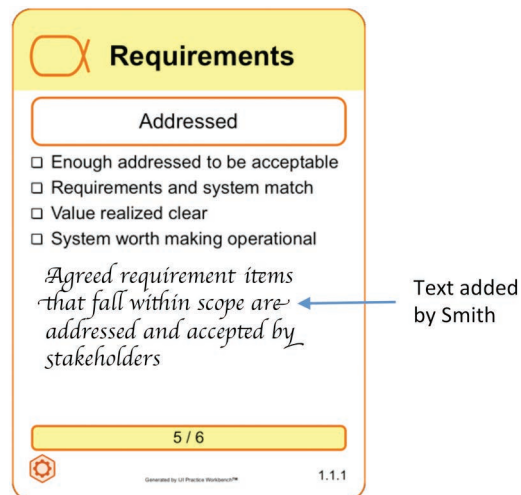 Requirements
Addressed
Enough addressed to be acceptable
Requirements and system match
Value realized clear
System worth making operational
Agreed requirement items
that fall within scope are
addressed and accepted by
stakeholders
Text added
by Smith
5 / 6
Generated by IJI Practice Workbench™
1.1.1